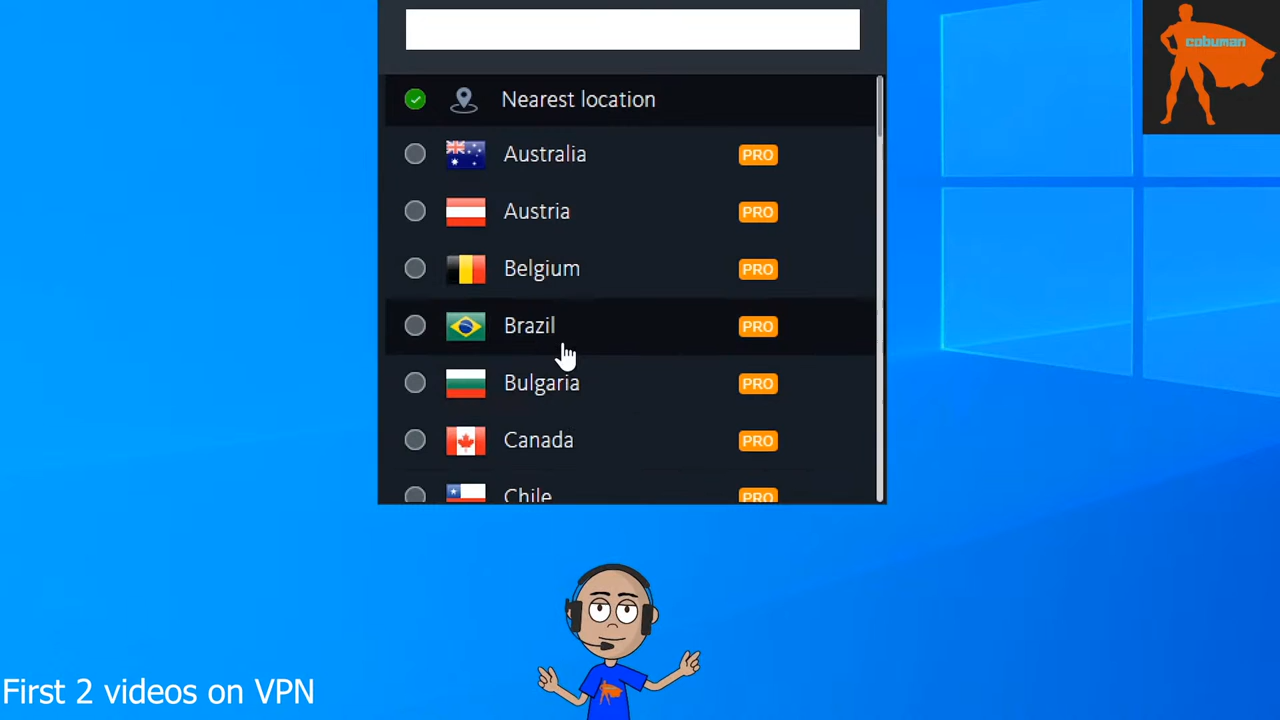 cobuman
Nearest location
Australia PRO
Austria PRO
Belgium PRO
Brazil PRO
Bulgaria PRO
Canada PRO
Chile PRO
First 2 videos on VPN